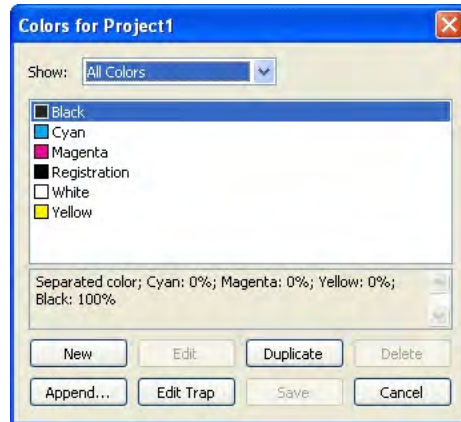 Colors for Project1
Show: All Colors
Black
Cyan
Magenta
Registration
White
Yellow
Separated color; Cyan: 0%; Magenta: 0%; Yellow: 0%;
Black: 100%
New Edit Duplicate Delete
Append... Edit Trap Save Cancel